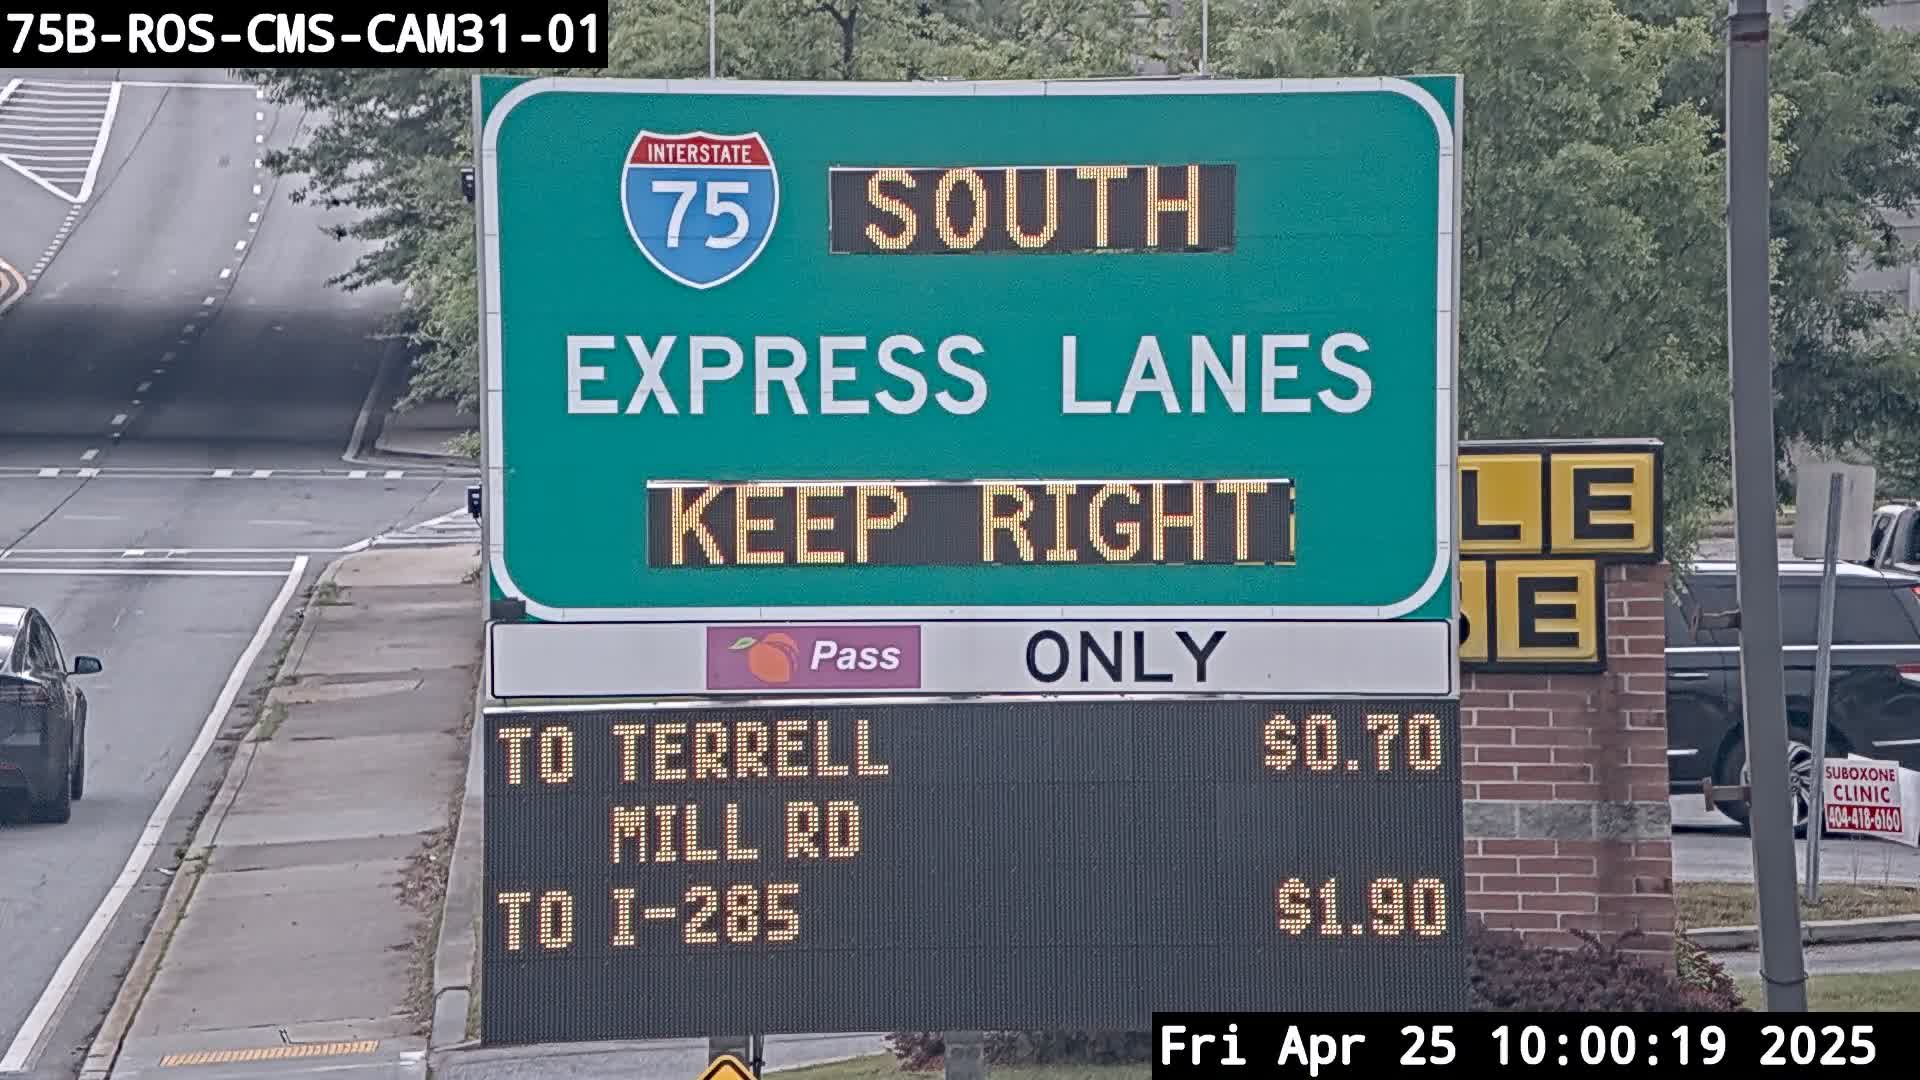 75B-ROS-CMS-CAM31-01
INTERSTATE
75
SOUTH
EXPRESS LANES
KEEP RIGHT
Pass ONLY
TO TERRELL $0.70
MILL RD
TO I-285 $1.90
LE
E
SUBOXONE
CLINIC
404-418-6160
Fri Apr 25 10:00:19 2025